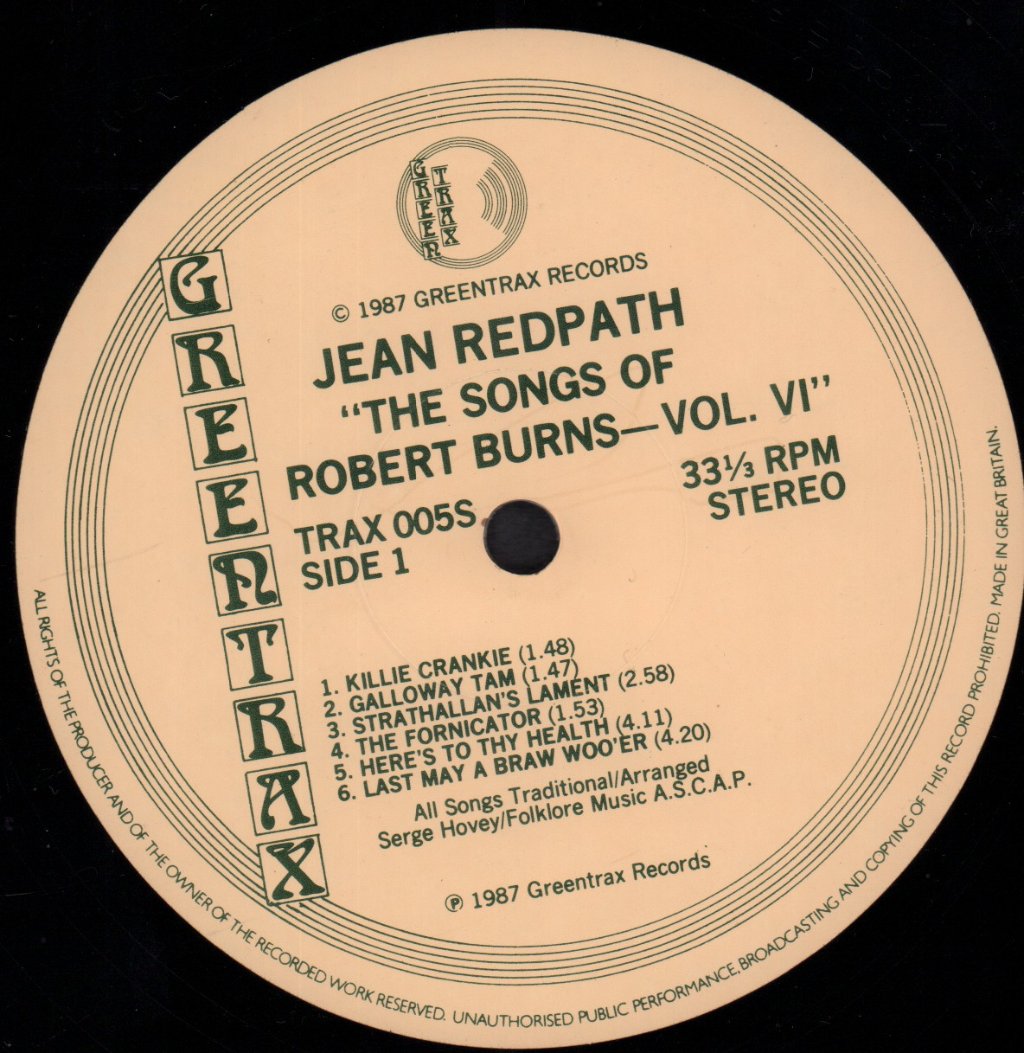 GREEN
TRAX
© 1987 GREENTRAX RECORDS
JEAN REDPATH
“THE SONGS OF
ROBERT BURNS—VOL. VI”
33⅓ RPM
STEREO
TRAX 005S
SIDE 1
GREENTRAX
1. KILLIE CRANKIE (1.48)
2. GALLOWAY TAM (1.47)
3. STRATHALLAN'S LAMENT (2.58)
4. THE FORNICATOR (1.53)
5. HERE'S TO THY HEALTH (4.11)
6. LAST MAY A BRAW WOO'ER (4.20)
All Songs Traditional/Arranged
Serge Hovey/Folklore Music A.S.C.A.P.
℗ 1987 Greentrax Records
ALL RIGHTS OF THE PRODUCER AND OF THE OWNER OF THE RECORDED WORK RESERVED. UNAUTHORISED PUBLIC PERFORMANCE, BROADCASTING AND COPYING OF THIS RECORD PROHIBITED. MADE IN GREAT BRITAIN.